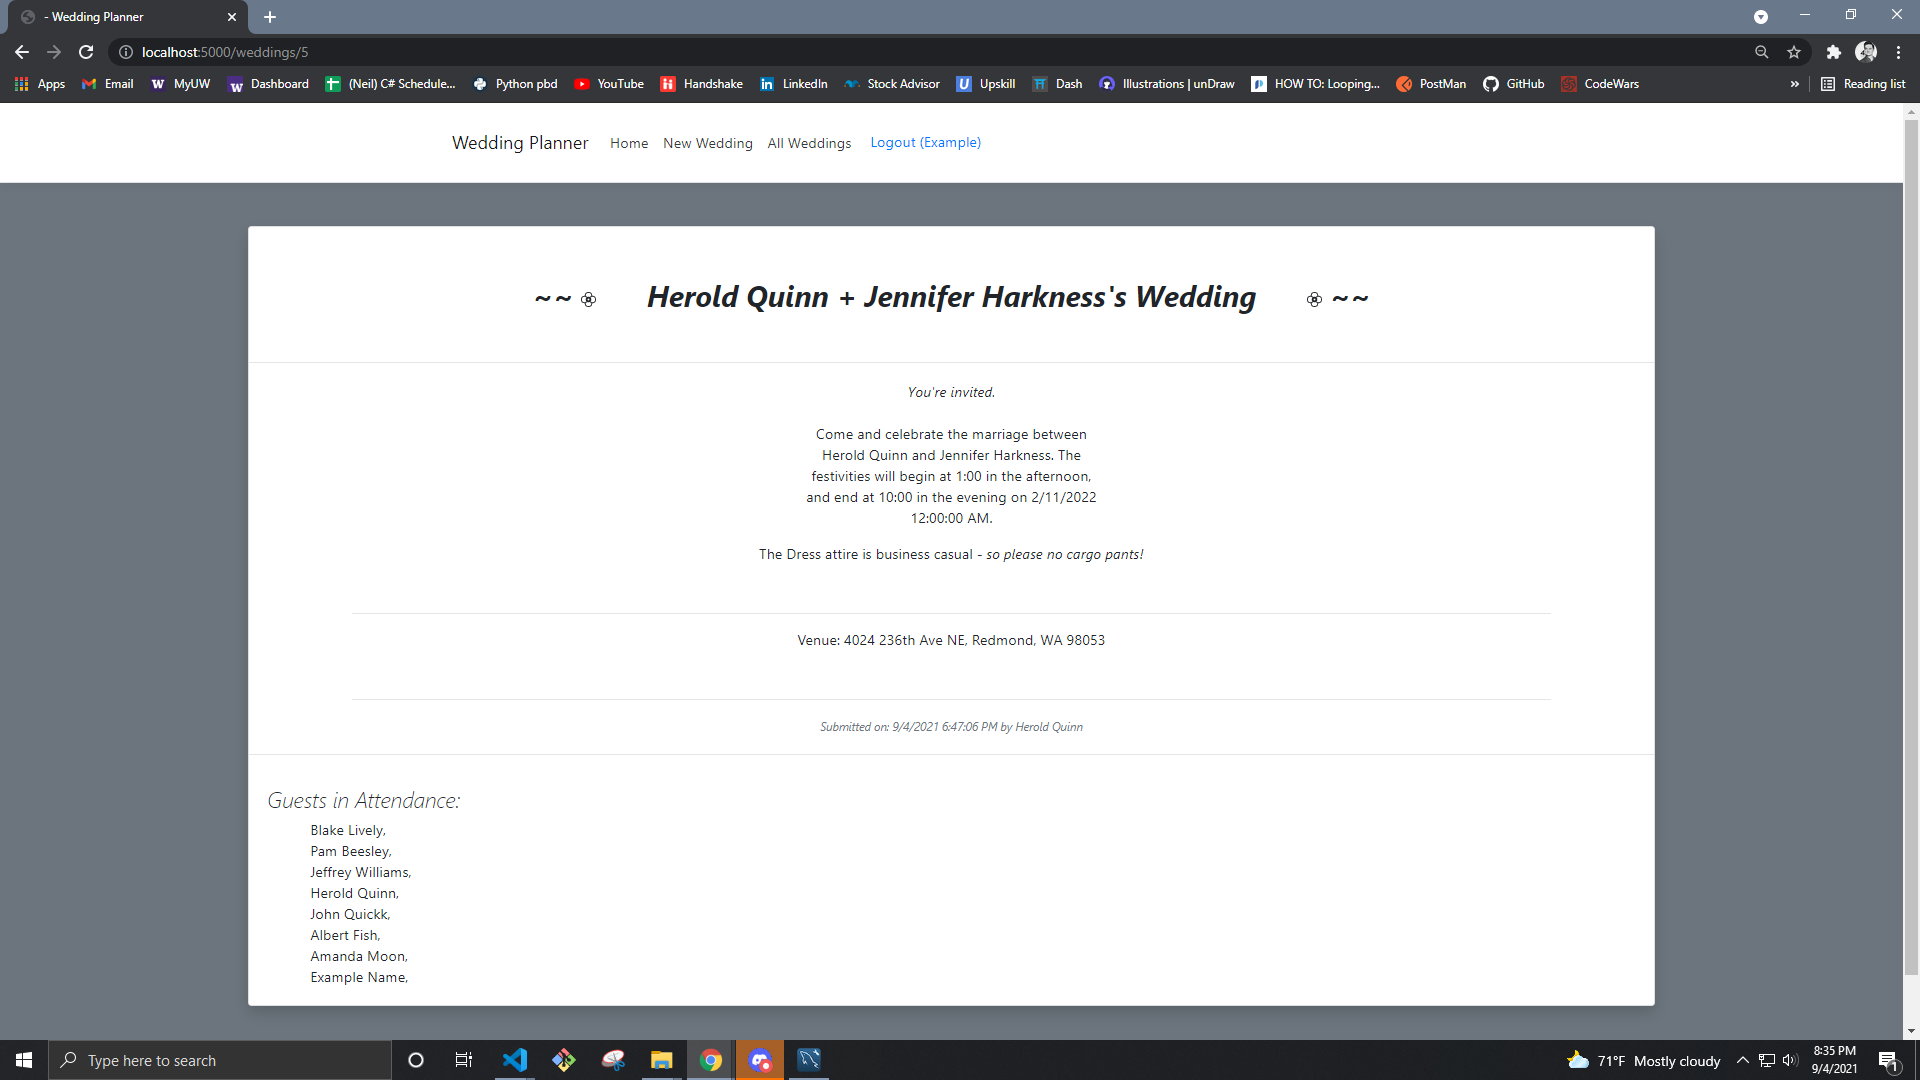 - Wedding Planner
localhost:5000/weddings/5
Apps Email MyUW Dashboard (Neil) C# Schedule... Python pbd YouTube Handshake LinkedIn Stock Advisor Upskill Dash Illustrations | unDraw HOW TO: Looping... PostMan GitHub CodeWars » Reading list
Wedding Planner Home New Wedding All Weddings Logout (Example)
~~ Herold Quinn + Jennifer Harkness's Wedding ~~
You're invited.
Come and celebrate the marriage between
Herold Quinn and Jennifer Harkness. The
festivities will begin at 1:00 in the afternoon,
and end at 10:00 in the evening on 2/11/2022
12:00:00 AM.
The Dress attire is business casual - so please no cargo pants!
Venue: 4024 236th Ave NE, Redmond, WA 98053
Submitted on: 9/4/2021 6:47:06 PM by Herold Quinn
Guests in Attendance:
Blake Lively,
Pam Beesley,
Jeffrey Williams,
Herold Quinn,
John Quickk,
Albert Fish,
Amanda Moon,
Example Name,
Type here to search
71°F Mostly cloudy
8:35 PM
9/4/2021
1